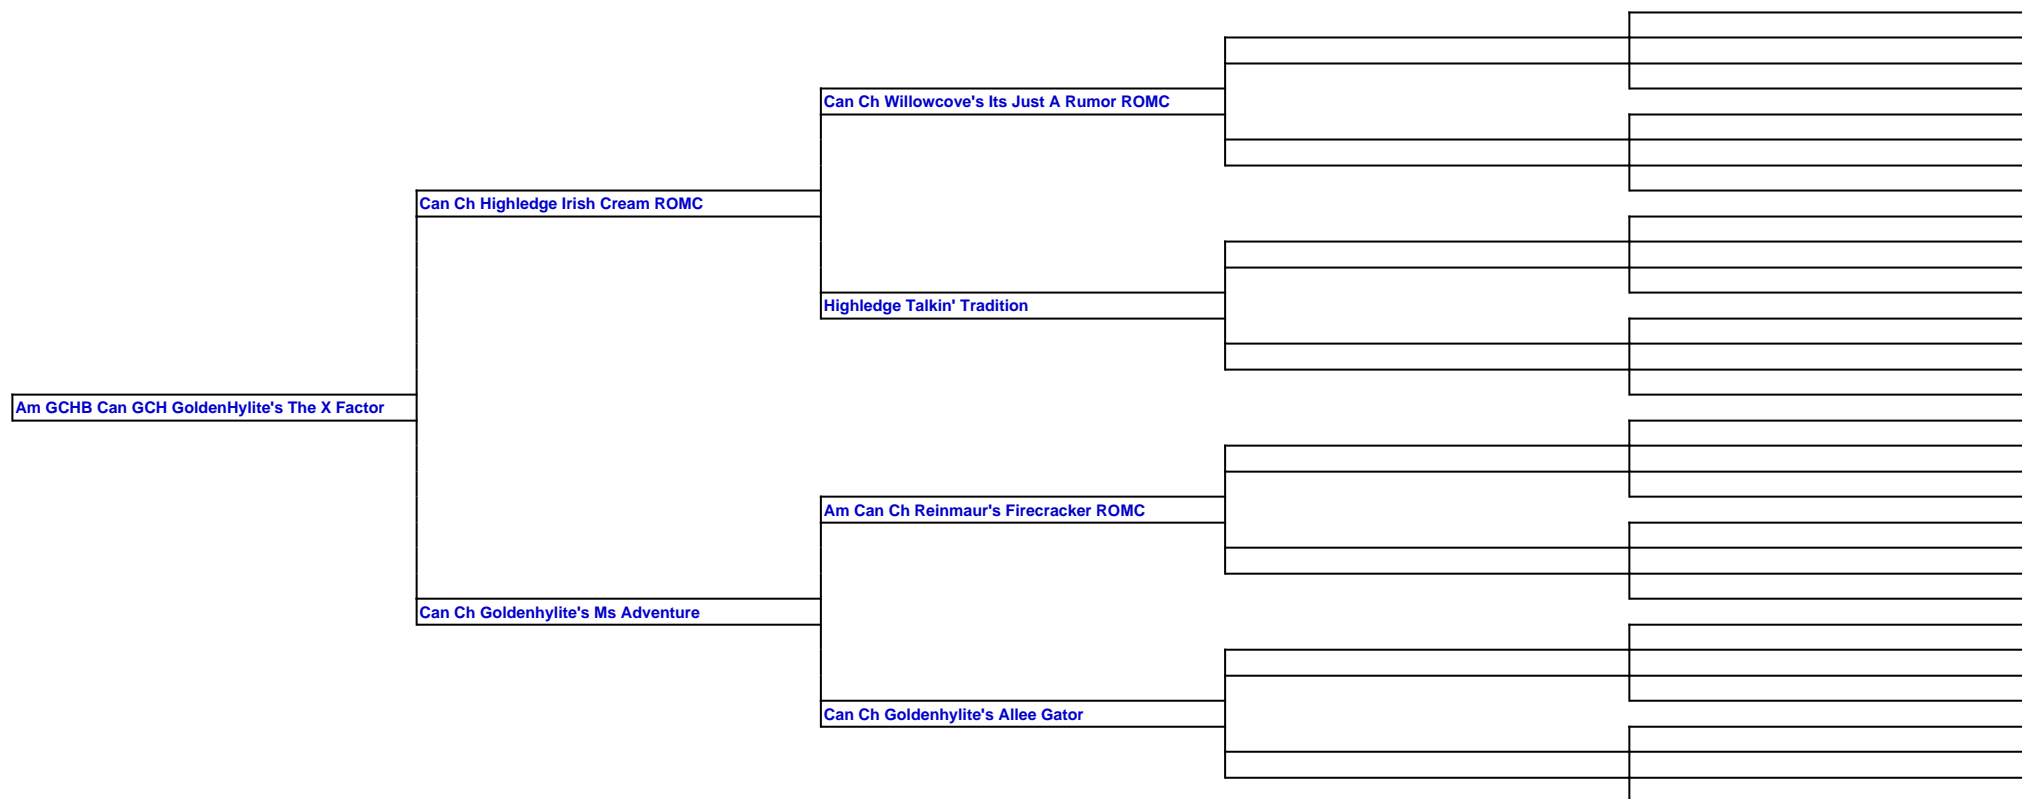 Can Ch Willowcove's Its Just A Rumor ROMC
Can Ch Highledge Irish Cream ROMC
Highledge Talkin' Tradition
Am GCHB Can GCH GoldenHylite's The X Factor
Am Can Ch Reinmaur's Firecracker ROMC
Can Ch Goldenhylite's Ms Adventure
Can Ch Goldenhylite's Allee Gator